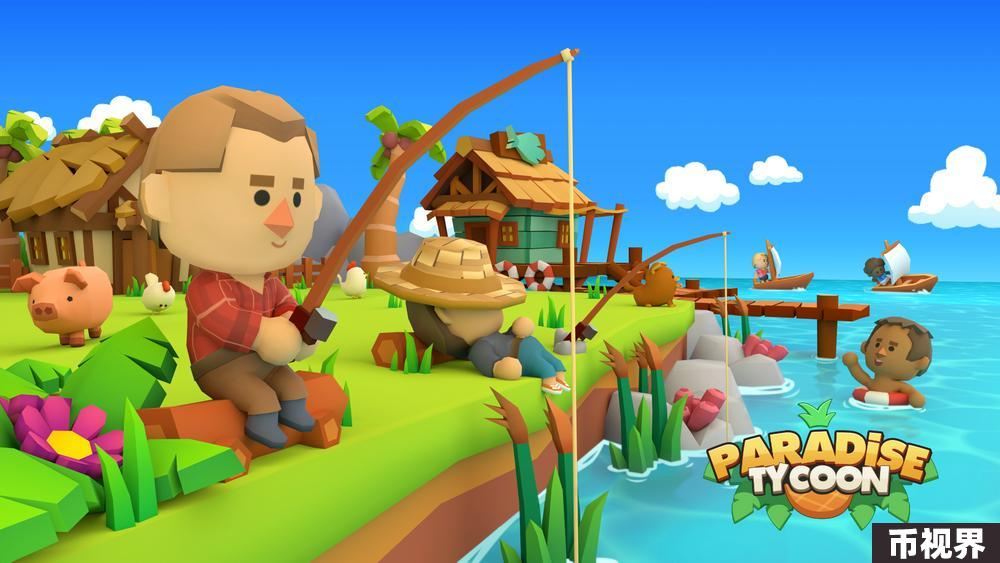 PARADISE
TYCOON
币视界